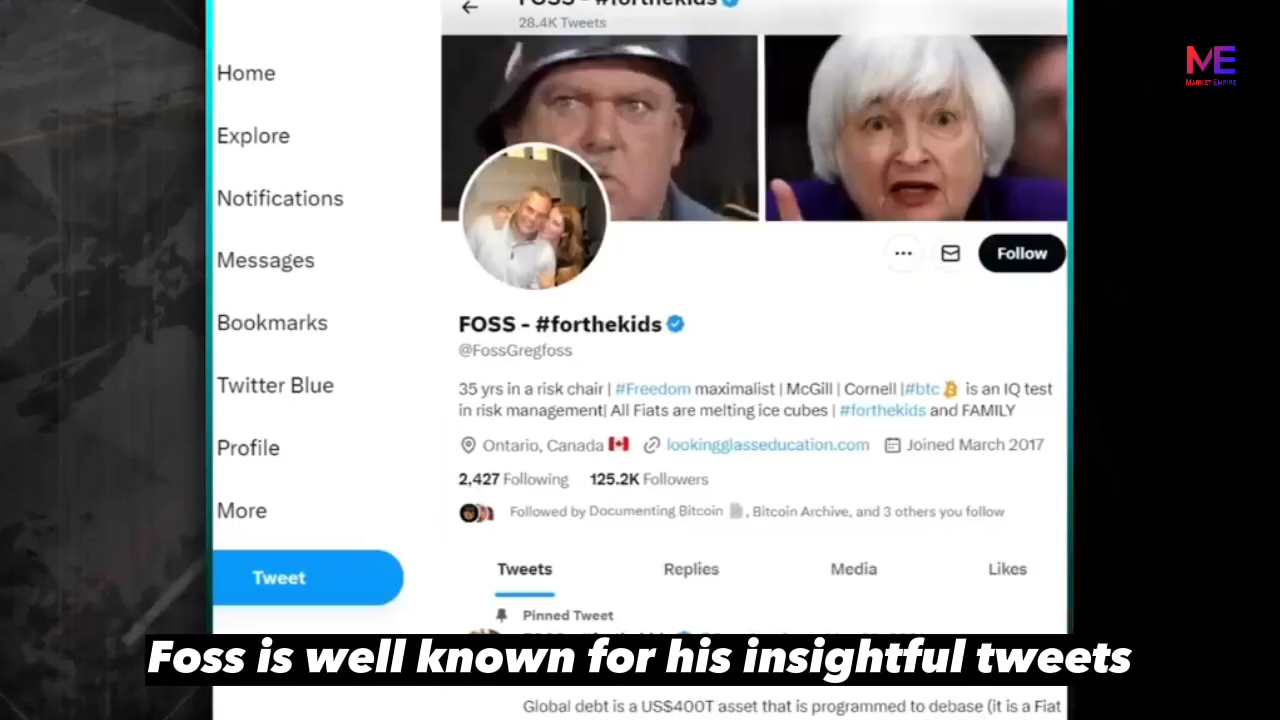 FOSS - #forthekids
28.4K Tweets
ME
MARKET EMPIRE
Home
Explore
Notifications
Messages
Bookmarks
Twitter Blue
Profile
More
Tweet
Follow
FOSS - #forthekids
@FossGregfoss
35 yrs in a risk chair | #Freedom maximalist | McGill | Cornell |#btc is an IQ test
in risk management| All Fiats are melting ice cubes | #forthekids and FAMILY
Ontario, Canada lookingglasseducation.com Joined March 2017
2,427 Following 125.2K Followers
Followed by Documenting Bitcoin , Bitcoin Archive, and 3 others you follow
Tweets Replies Media Likes
Pinned Tweet
Foss is well known for his insightful tweets
Global debt is a US$400T asset that is programmed to debase (it is a Fiat